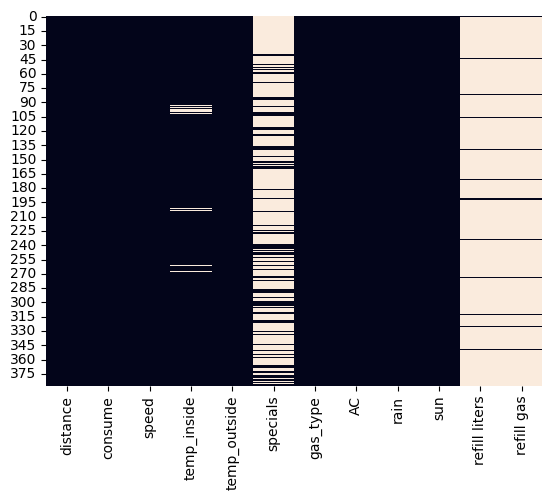 0
15
30
45
60
75
90
105
120
135
150
165
180
195
210
225
240
255
270
285
300
315
330
345
360
375
distance
consume
speed
temp_inside
temp_outside
specials
gas_type
AC
rain
sun
refill liters
refill gas